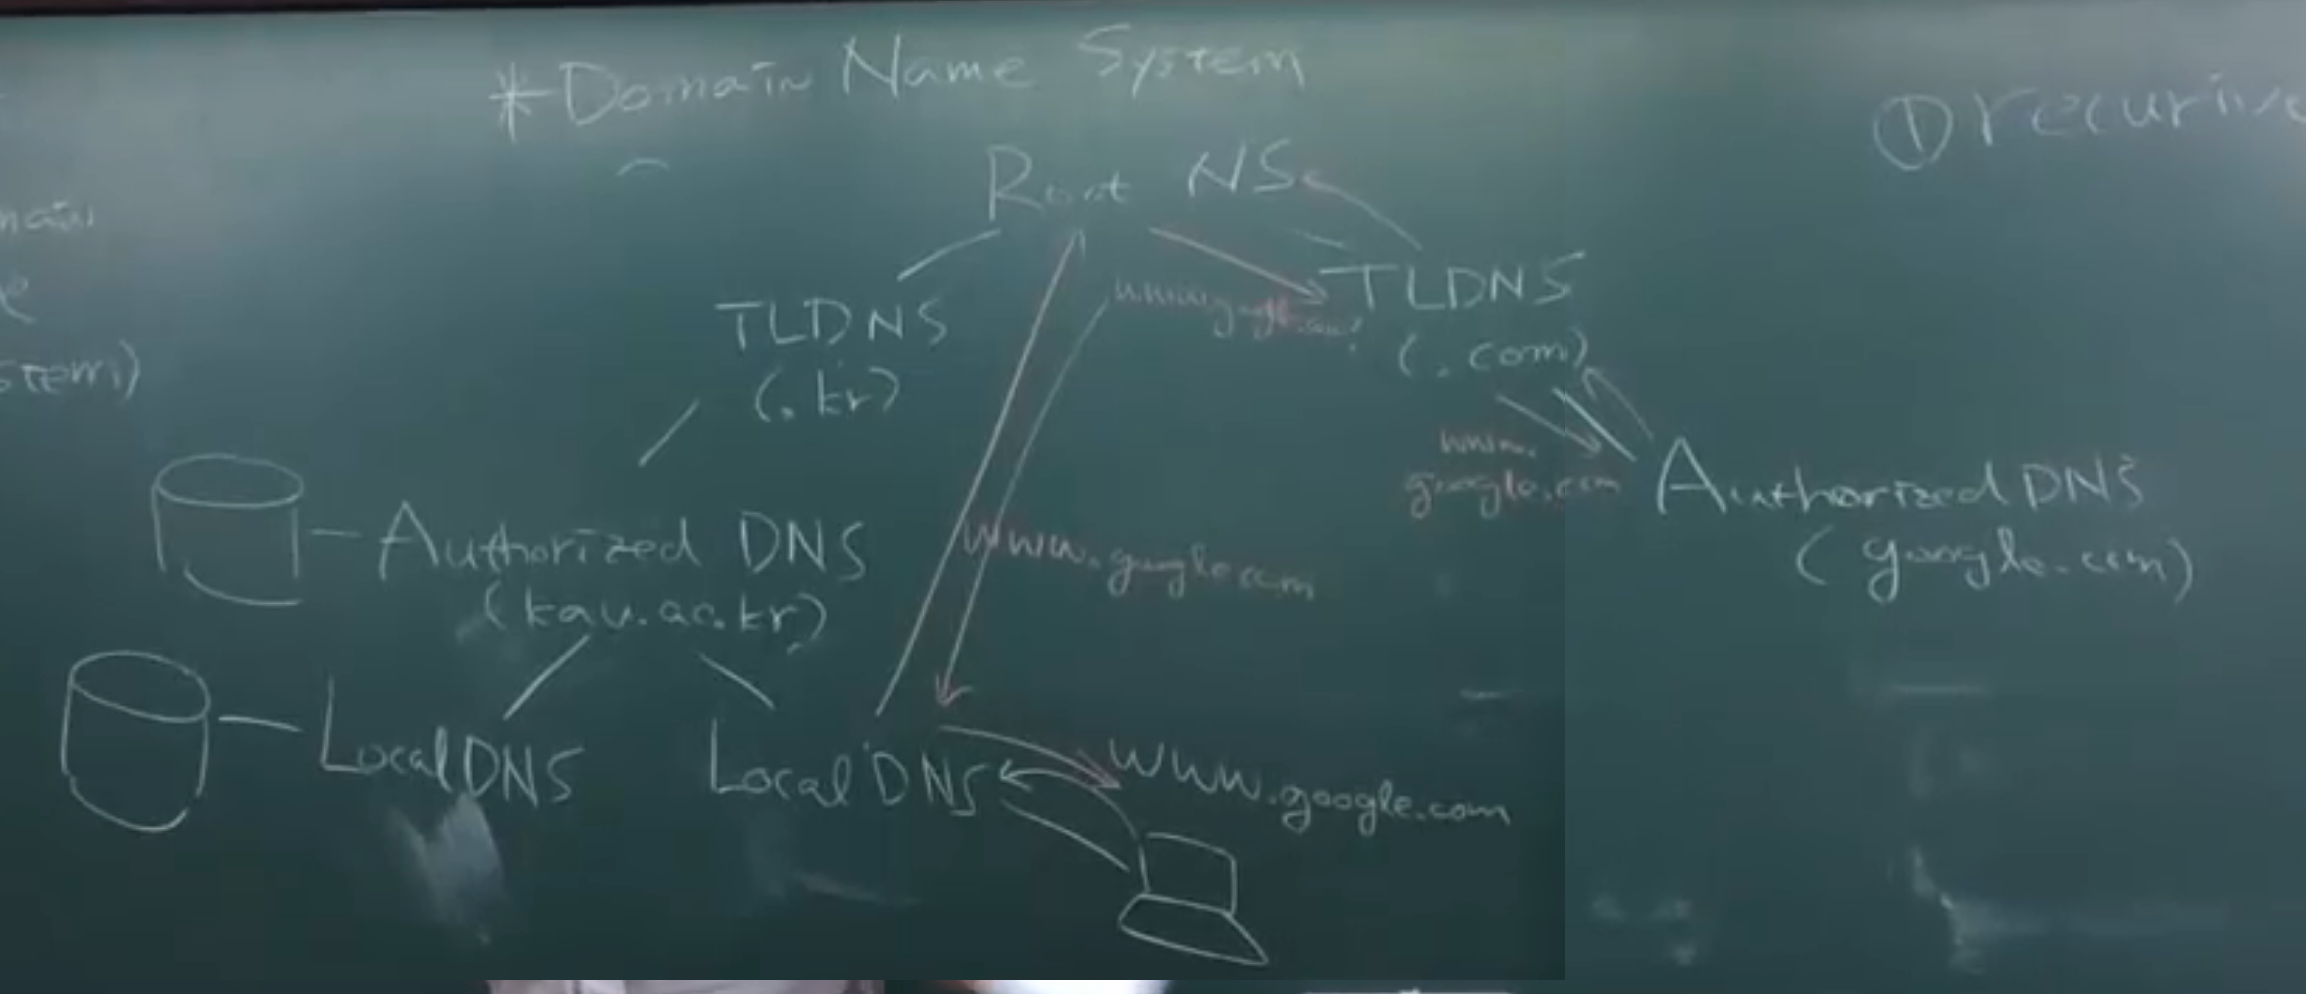 *Domain Name System
① recursive
Root NS
main
e
stem)
TLDNS
(.kr)
TLDNS
(.com)
www.google.com
www.
google.com
Authorized DNS
(kau.ac.kr)
www.google.com
Authorized DNS
(google.com)
Local DNS
Local DNS
www.google.com